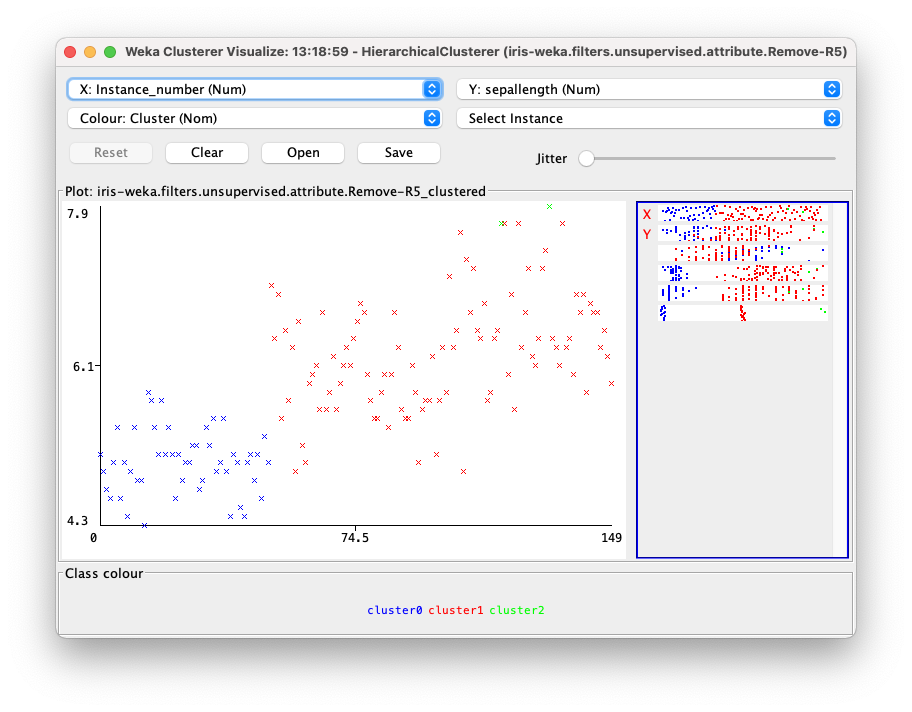 Weka Clusterer Visualize: 13:18:59 - HierarchicalClusterer (iris-weka.filters.unsupervised.attribute.Remove-R5)
X: Instance_number (Num)
Y: sepallength (Num)
Colour: Cluster (Nom)
Select Instance
Reset
Clear
Open
Save
Jitter
Plot: iris-weka.filters.unsupervised.attribute.Remove-R5_clustered
7.9
6.1
4.3
0
74.5
149
X
Y
Class colour
cluster0 cluster1 cluster2